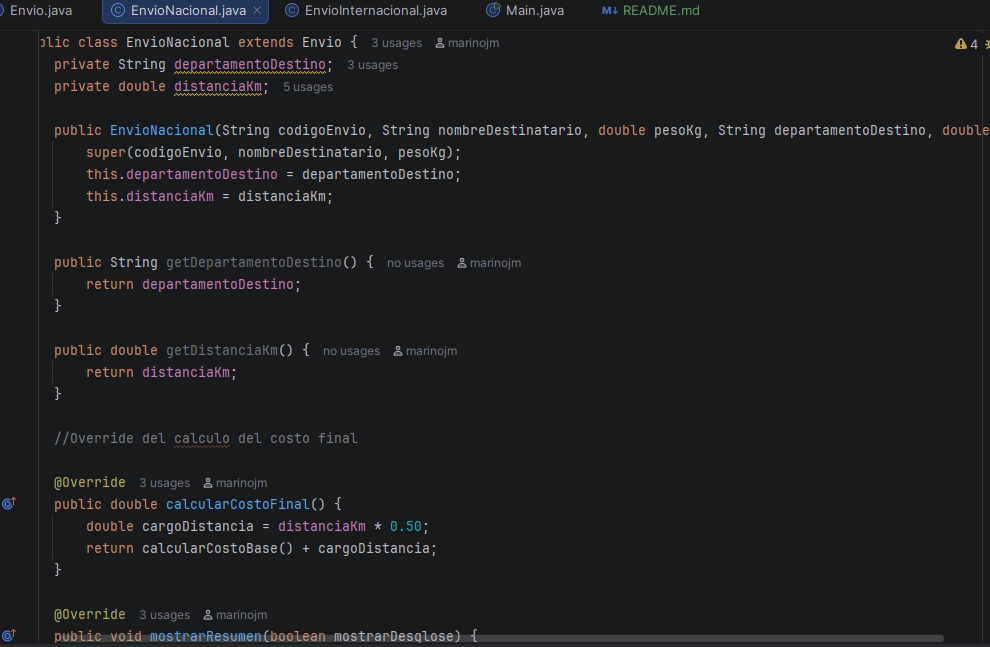 Envio.java EnvioNacional.java EnvioInternacional.java Main.java README.md
blic class EnvioNacional extends Envio { 3 usages marinojm
4
private String departamentoDestino; 3 usages
private double distanciaKm; 5 usages
public EnvioNacional(String codigoEnvio, String nombreDestinatario, double pesoKg, String departamentoDestino, double
super(codigoEnvio, nombreDestinatario, pesoKg);
this.departamentoDestino = departamentoDestino;
this.distanciaKm = distanciaKm;
}
public String getDepartamentoDestino() { no usages marinojm
return departamentoDestino;
}
public double getDistanciaKm() { no usages marinojm
return distanciaKm;
}
//Override del calculo del costo final
@Override 3 usages marinojm
public double calcularCostoFinal() {
double cargoDistancia = distanciaKm * 0.50;
return calcularCostoBase() + cargoDistancia;
}
@Override 3 usages marinojm
public void mostrarResumen(boolean mostrarDesglose) {